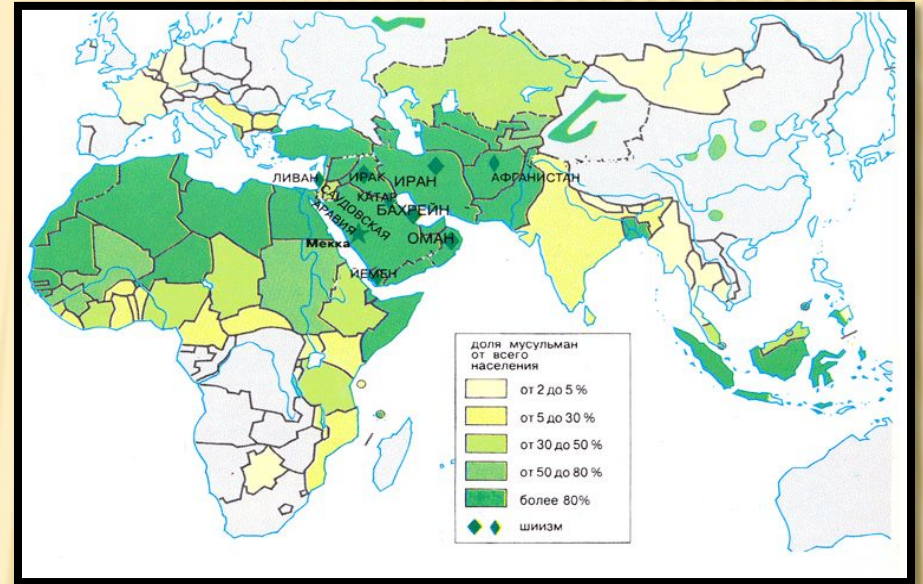 ЛИВАН
ИРАК
ИРАН
АФГАНИСТАН
КАТАР
САУДОВСКАЯ
АРАВИЯ
БАХРЕЙН
Мекка
ОМАН
ЙЕМЕН
доля мусульман
от всего
населения
от 2 до 5 %
от 5 до 30 %
от 30 до 50 %
от 50 до 80 %
более 80%
шиизм